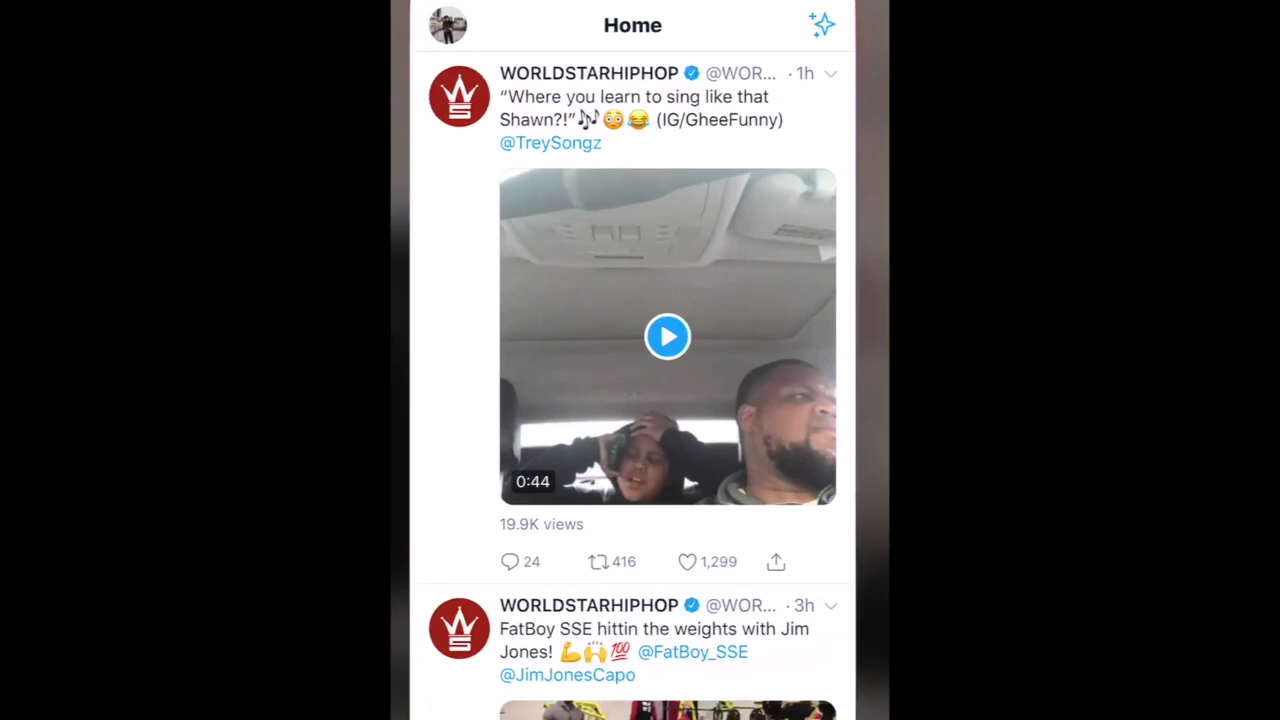 Home
WORLDSTARHIPHOP @WOR... · 1h
“Where you learn to sing like that
Shawn?!”🎶😳😂 (IG/GheeFunny)
@TreySongz
0:44
19.9K views
24 416 1,299
WORLDSTARHIPHOP @WOR... · 3h
FatBoy SSE hittin the weights with Jim
Jones! 💪🙌💯 @FatBoy_SSE
@JimJonesCapo